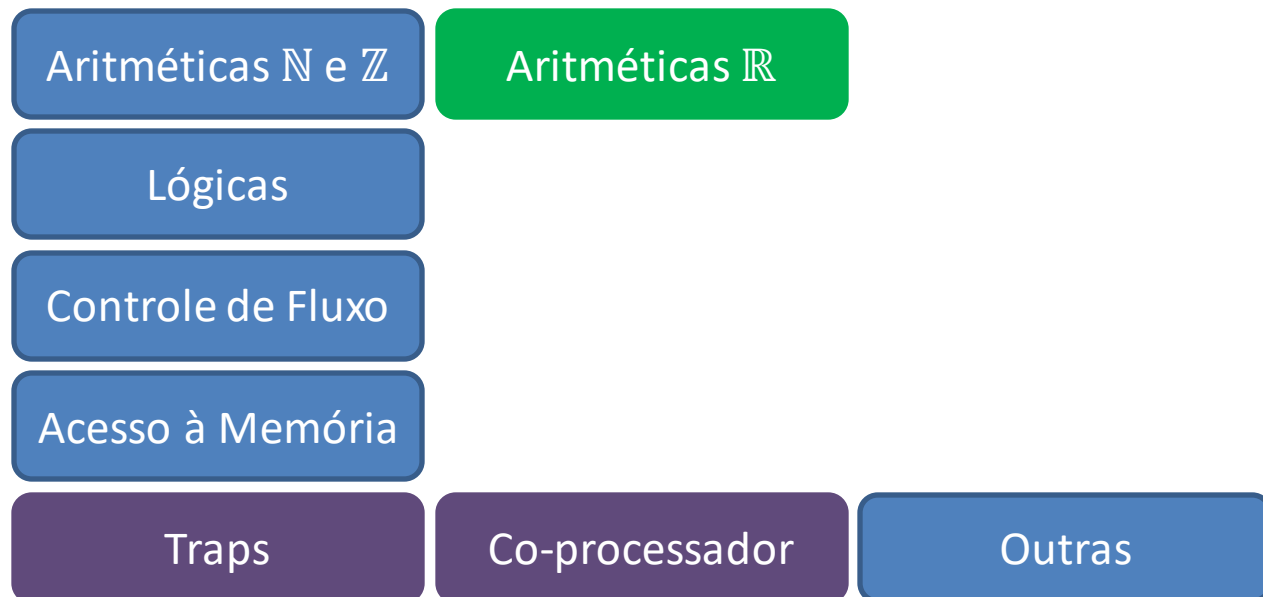 Aritméticas ℕ e ℤ
Aritméticas ℝ
Lógicas
Controle de Fluxo
Acesso à Memória
Traps
Co-processador
Outras